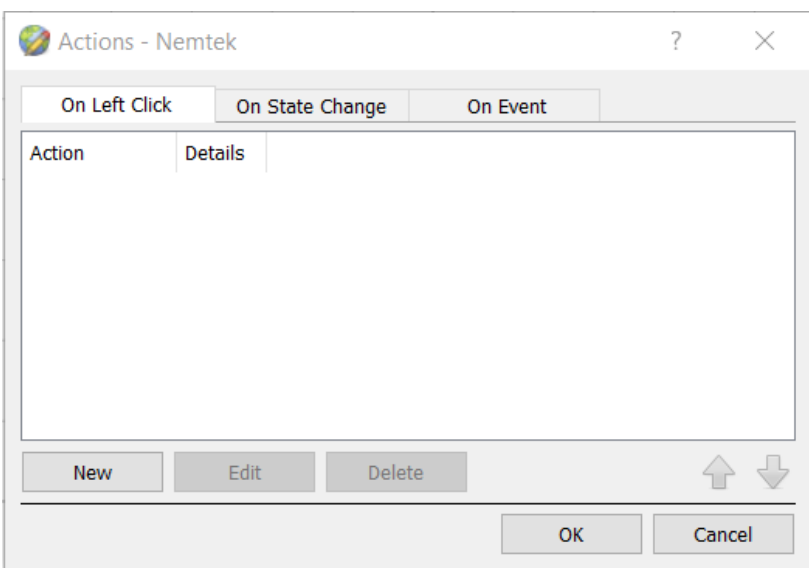 Actions - Nemtek ?
On Left Click On State Change On Event
Action Details
New Edit Delete
OK Cancel